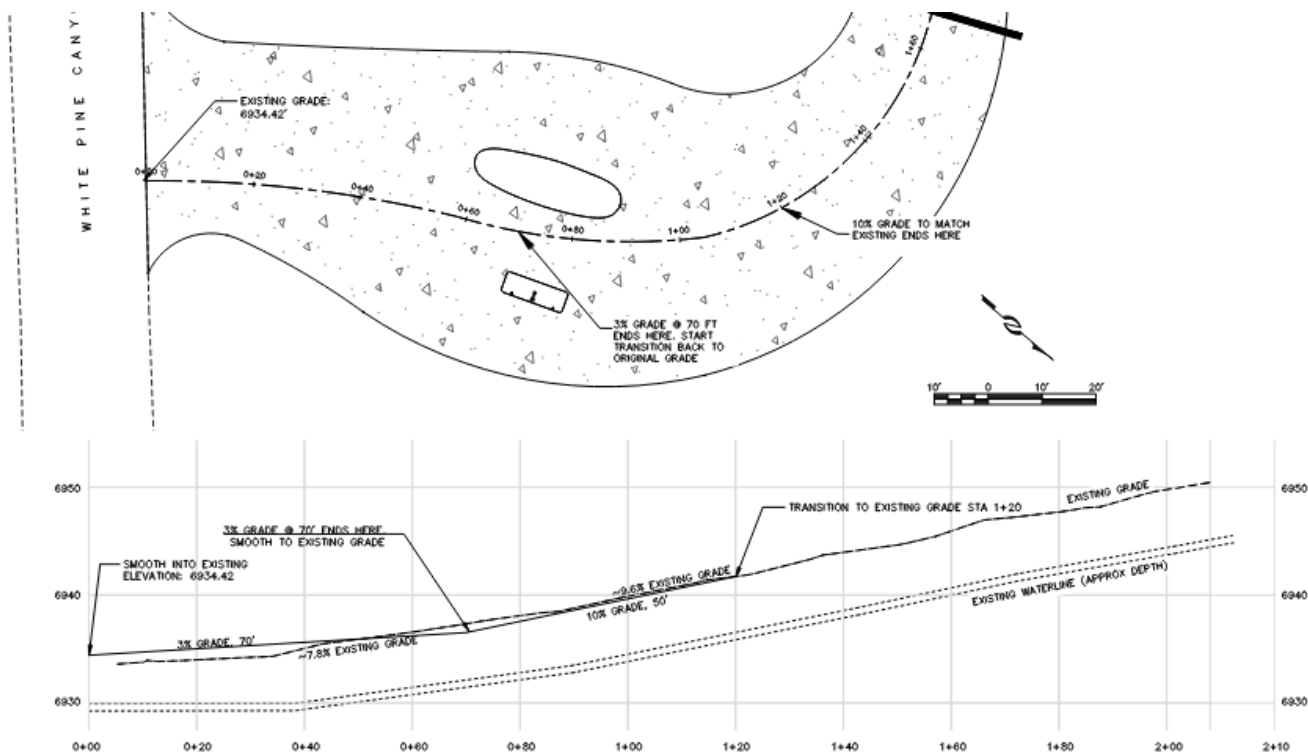 WHITE PINE CANY
EXISTING GRADE:
6934.42'
0+20
0+40
0+60
0+80
1+00
1+20
1+40
1+60
10% GRADE TO MATCH
EXISTING ENDS HERE
3% GRADE @ 70 FT
ENDS HERE. START
TRANSITION BACK TO
ORIGINAL GRADE
10' 0 10' 20'
6950
6940
6930
SMOOTH INTO EXISTING
ELEVATION: 6934.42
3% GRADE @ 70' ENDS HERE.
SMOOTH TO EXISTING GRADE
TRANSITION TO EXISTING GRADE STA 1+20
EXISTING GRADE
3% GRADE, 70'
~7.8% EXISTING GRADE
~9.6% EXISTING GRADE
10% GRADE, 50'
EXISTING WATERLINE (APPROX DEPTH)
6950
6940
6930
0+00 0+20 0+40 0+60 0+80 1+00 1+20 1+40 1+60 1+80 2+00 2+10